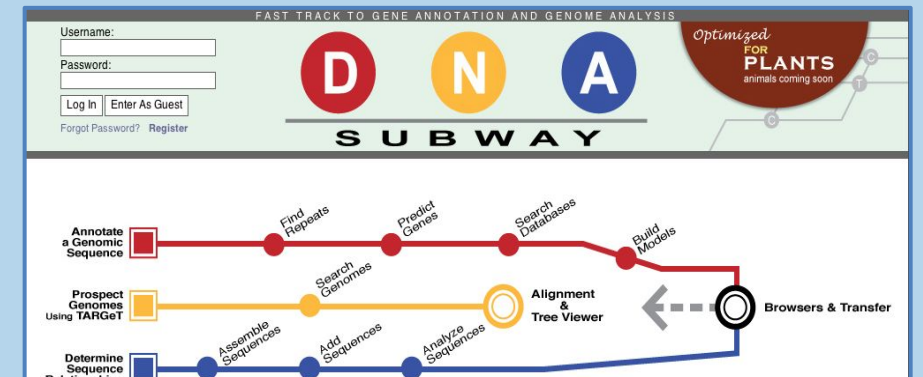 FAST TRACK TO GENE ANNOTATION AND GENOME ANALYSIS
Username:
Password:
Log In
Enter As Guest
Forgot Password? Register
D N A
SUBWAY
Optimized
FOR
PLANTS
animals coming soon
C
T
C
Find
Repeats
Predict
Genes
Search
Databases
Build
Models
Annotate
a Genomic
Sequence
Search
Genomes
Prospect
Genomes
Using TARGeT
Alignment
&
Tree Viewer
Browsers & Transfer
Assemble
Sequences
Add
Sequences
Analyze
Sequences
Determine
Sequence